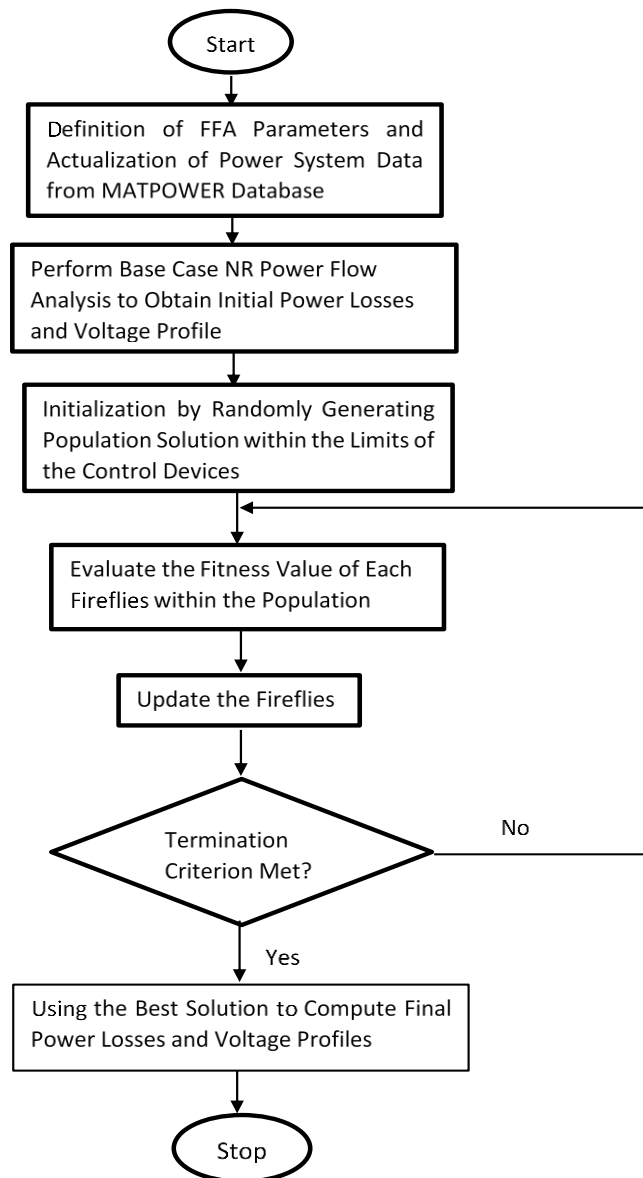 Start
Definition of FFA Parameters and
Actualization of Power System Data
from MATPOWER Database
Perform Base Case NR Power Flow
Analysis to Obtain Initial Power Losses
and Voltage Profile
Initialization by Randomly Generating
Population Solution within the Limits of
the Control Devices
Evaluate the Fitness Value of Each
Fireflies within the Population
Update the Fireflies
Termination
Criterion Met?
No
Yes
Using the Best Solution to Compute Final
Power Losses and Voltage Profiles
Stop